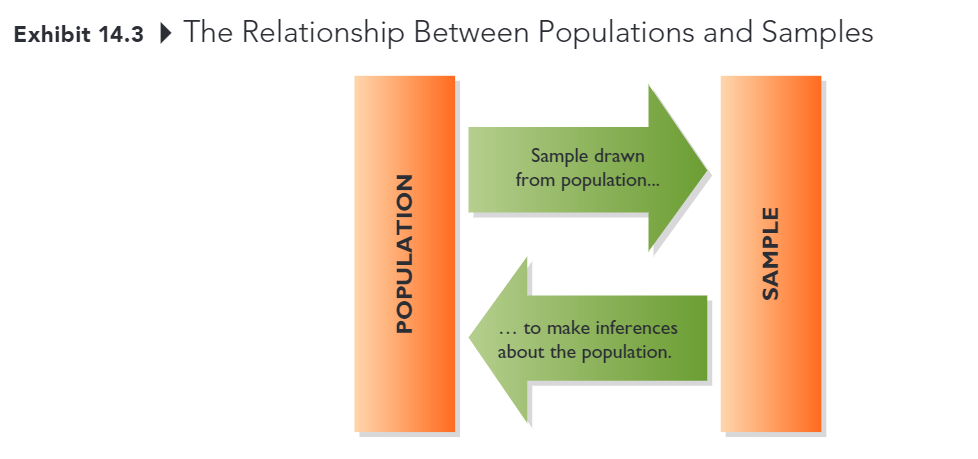 Exhibit 14.3 ▶ The Relationship Between Populations and Samples
POPULATION
Sample drawn
from population...
SAMPLE
... to make inferences
about the population.